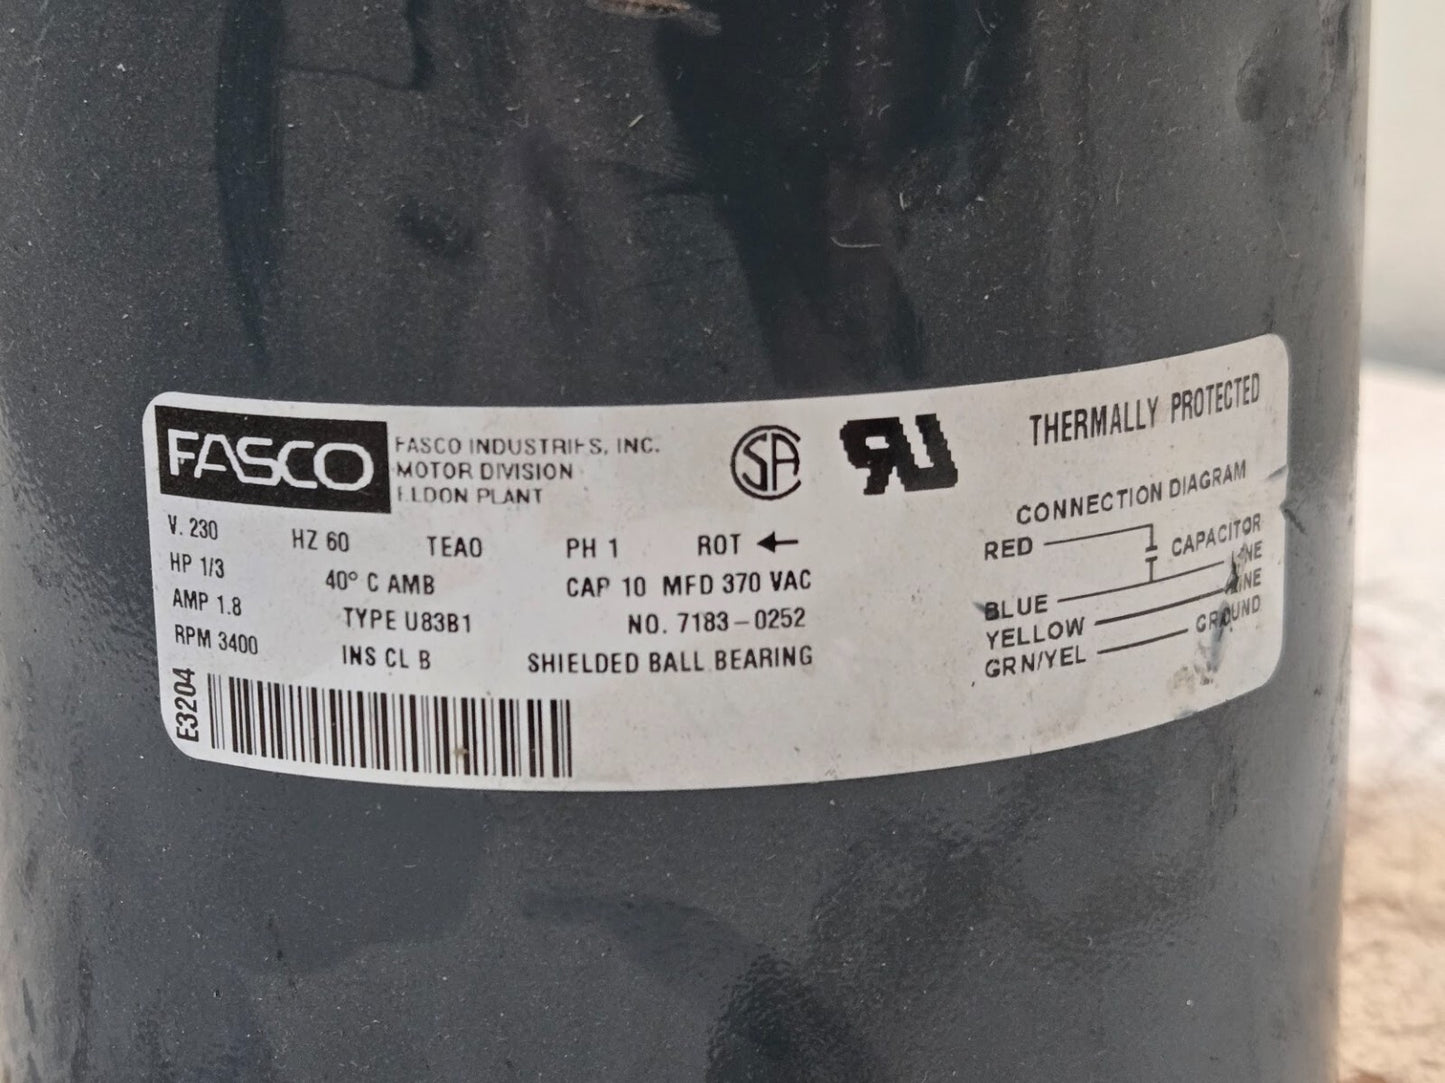 FASCO
FASCO INDUSTRIES, INC.
MOTOR DIVISION
ELDON PLANT
SA
RU
THERMALLY PROTECTED
V. 230 HZ 60 TEAO PH 1 ROT ←
HP 1/3 40° C AMB CAP 10 MFD 370 VAC
AMP 1.8 TYPE U83B1 NO. 7183-0252
RPM 3400 INS CL B SHIELDED BALL BEARING
E3204
CONNECTION DIAGRAM
RED CAPACITOR
BLUE LINE
YELLOW LINE
GRN/YEL GROUND